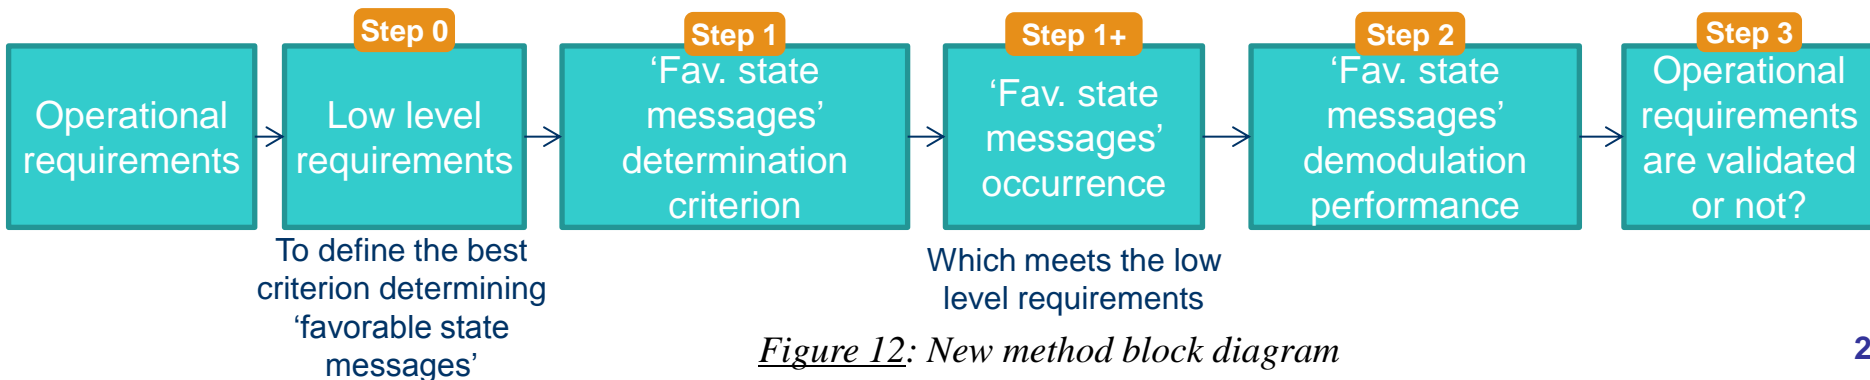 Operational
requirements
Step 0
Low level
requirements
To define the best
criterion determining
‘favorable state
messages’
Step 1
‘Fav. state
messages’
determination
criterion
Step 1+
‘Fav. state
messages’
occurrence
Which meets the low
level requirements
Step 2
‘Fav. state
messages’
demodulation
performance
Step 3
Operational
requirements
are validated
or not?
Figure 12: New method block diagram
2